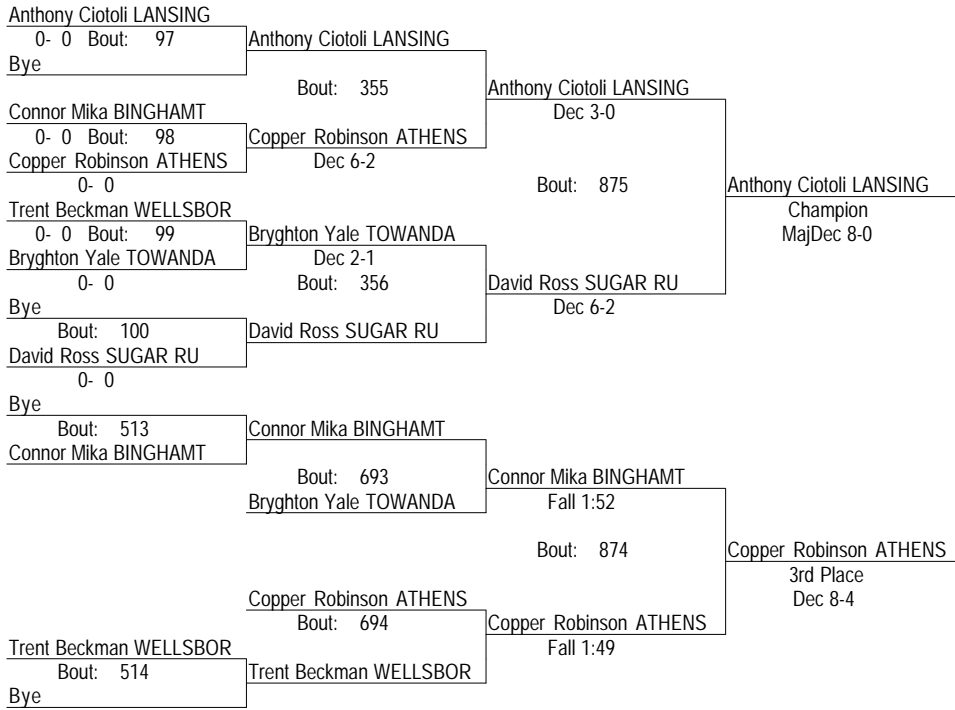 Anthony Ciotoli LANSING
0- 0 Bout: 97
Anthony Ciotoli LANSING
Bye
Bout: 355
Anthony Ciotoli LANSING
Dec 3-0
Connor Mika BINGHAMT
0- 0 Bout: 98
Copper Robinson ATHENS
Copper Robinson ATHENS
Dec 6-2
0- 0
Bout: 875
Anthony Ciotoli LANSING
Champion
MajDec 8-0
Trent Beckman WELLSBOR
0- 0 Bout: 99
Bryghton Yale TOWANDA
Bryghton Yale TOWANDA
Dec 2-1
0- 0
Bout: 356
David Ross SUGAR RU
Dec 6-2
Bye
Bout: 100
David Ross SUGAR RU
David Ross SUGAR RU
0- 0
Bye
Bout: 513
Connor Mika BINGHAMT
Connor Mika BINGHAMT
Bout: 693
Connor Mika BINGHAMT
Bryghton Yale TOWANDA
Fall 1:52
Bout: 874
Copper Robinson ATHENS
3rd Place
Dec 8-4
Copper Robinson ATHENS
Bout: 694
Copper Robinson ATHENS
Fall 1:49
Trent Beckman WELLSBOR
Bout: 514
Trent Beckman WELLSBOR
Bye